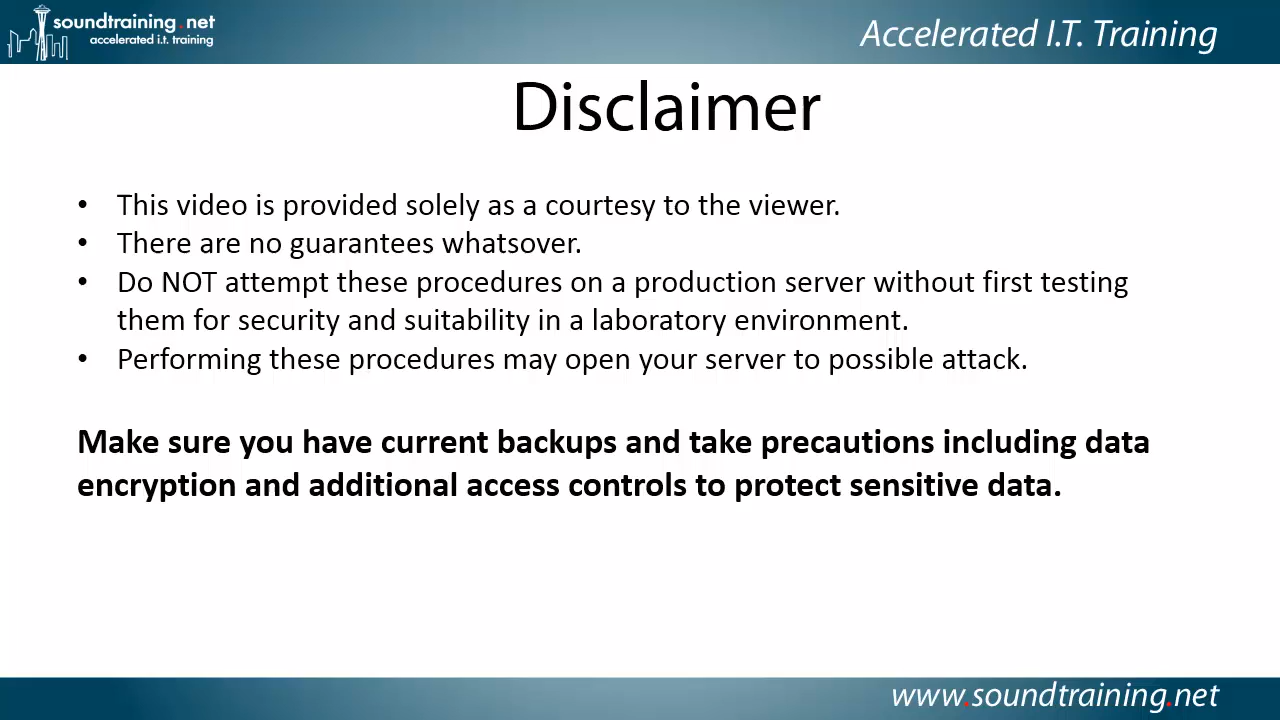 soundtraining.net
accelerated i.t. training
Accelerated I.T. Training
Disclaimer
• This video is provided solely as a courtesy to the viewer.
• There are no guarantees whatsover.
• Do NOT attempt these procedures on a production server without first testing
them for security and suitability in a laboratory environment.
• Performing these procedures may open your server to possible attack.
Make sure you have current backups and take precautions including data
encryption and additional access controls to protect sensitive data.
www.soundtraining.net